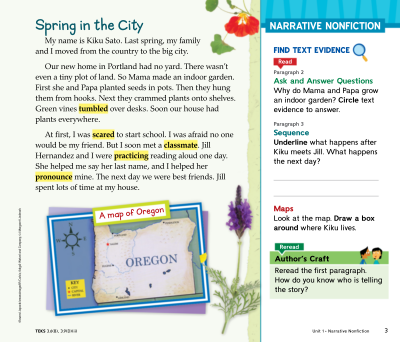 Spring in the City
My name is Kiku Sato. Last spring, my family
and I moved from the country to the big city.
Our new home in Portland had no yard. There wasn't
even a tiny plot of land. So Mama made an indoor garden.
First she and Papa planted seeds in pots. Then they hung
them from hooks. Next they crammed plants onto shelves.
Green vines tumbled over desks. Soon our house had
plants everywhere.
At first, I was scared to start school. I was afraid no one
would be my friend. But I soon met a classmate. Jill
Hernandez and I were practicing reading aloud one day.
She helped me say her last name, and I helped her
pronounce mine. The next day we were best friends. Jill
spent lots of time at my house.
A map of Oregon
OREGON
KEY
NARRATIVE NONFICTION
FIND TEXT EVIDENCE
Read
Paragraph 2
Ask and Answer Questions
Why do Mama and Papa grow
an indoor garden? Circle text
evidence to answer.
Paragraph 3
Sequence
Underline what happens after
Kiku meets Jill. What happens
the next day?
Maps
Look at the map. Draw a box
around where Kiku lives.
Reread
Author's Craft
Reread the first paragraph.
How do you know who is telling
the story?
Unit 1 • Narrative Nonfiction
3